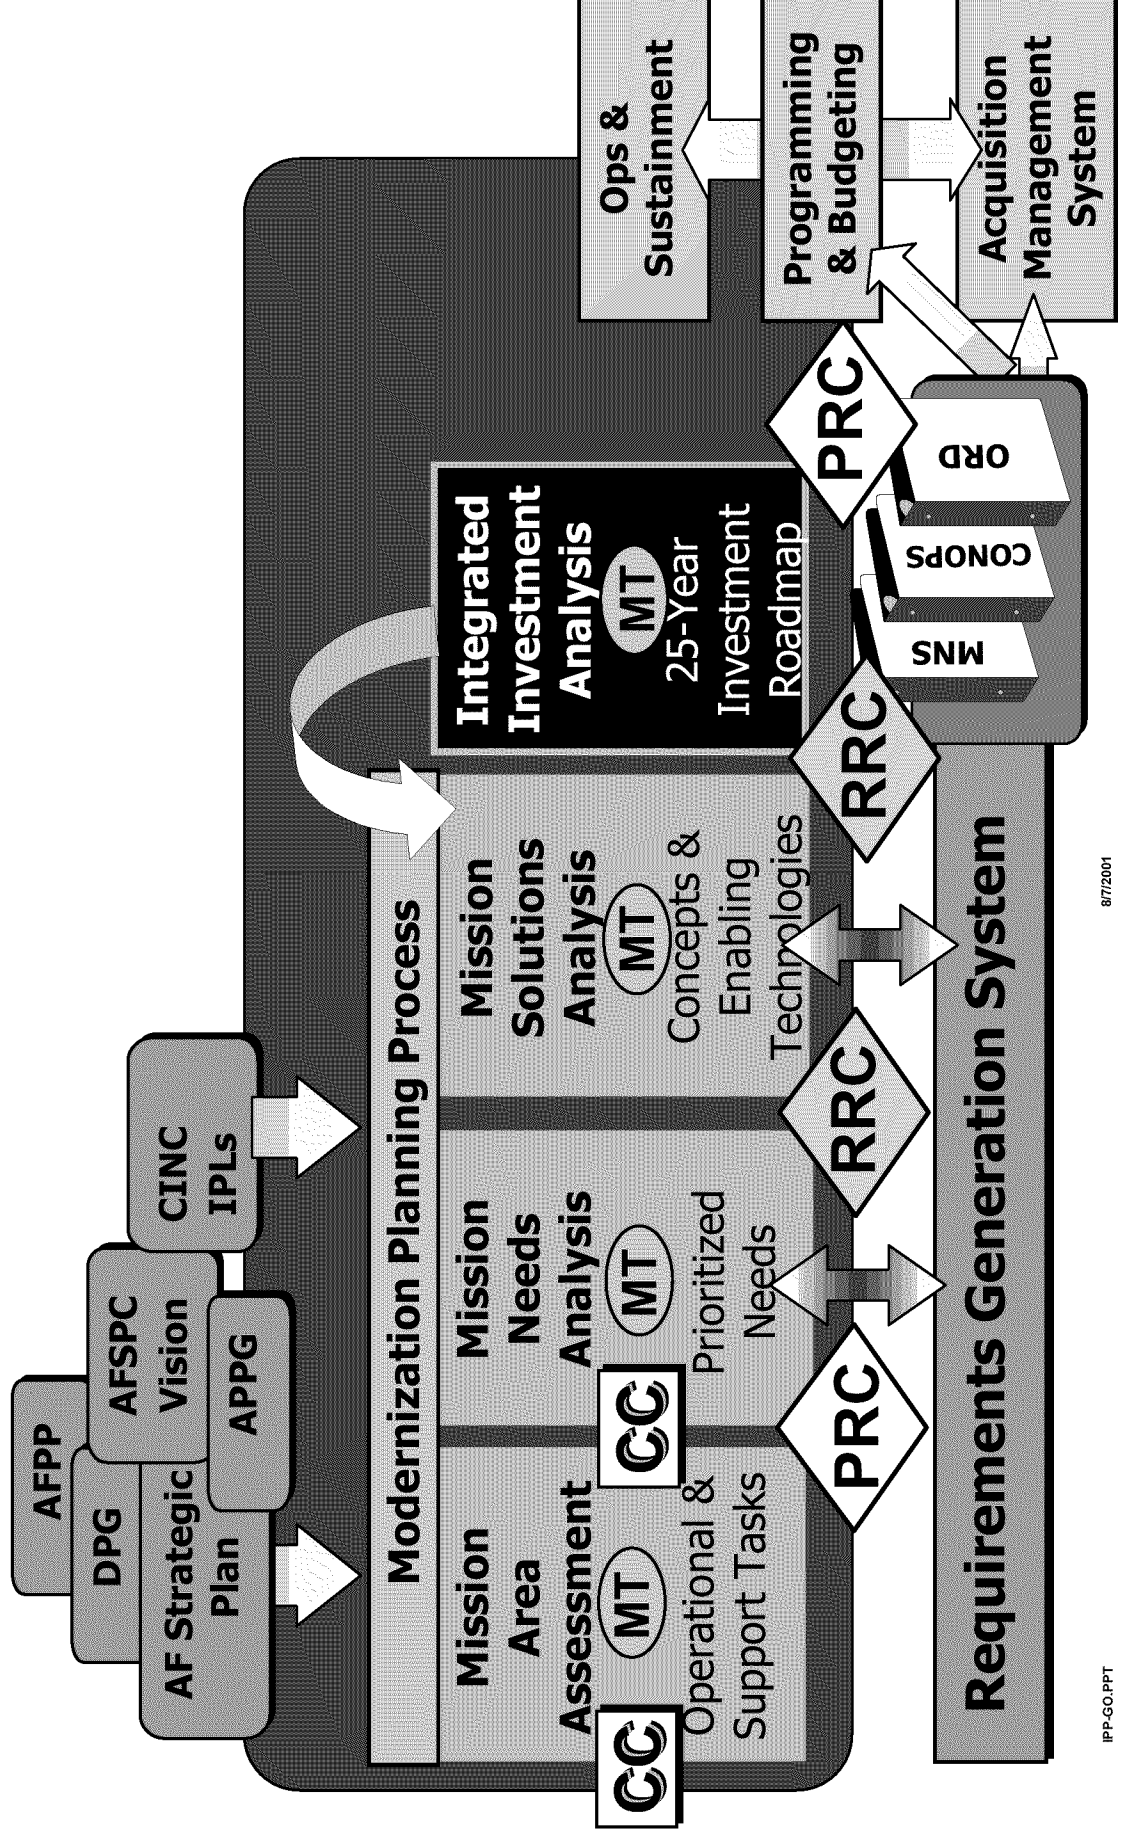 AFPP
DPG
AF Strategic
Plan
AFSPC
Vision
APPG
CINC
IPLs
Modernization Planning Process
Mission
Area
Assessment
MT
Operational &
Support Tasks
CC
CC
Mission
Needs
Analysis
MT
Prioritized
Needs
Mission
Solutions
Analysis
MT
Concepts &
Enabling
Technologies
Integrated
Investment
Analysis
MT
25-Year
Investment
Roadmap
PRC
RRC
RRC
PRC
Ops &
Sustainment
Programming
& Budgeting
Acquisition
Management
System
MNS
CONOPS
ORD
Requirements Generation System
IPP-GO.PPT
8/7/2001